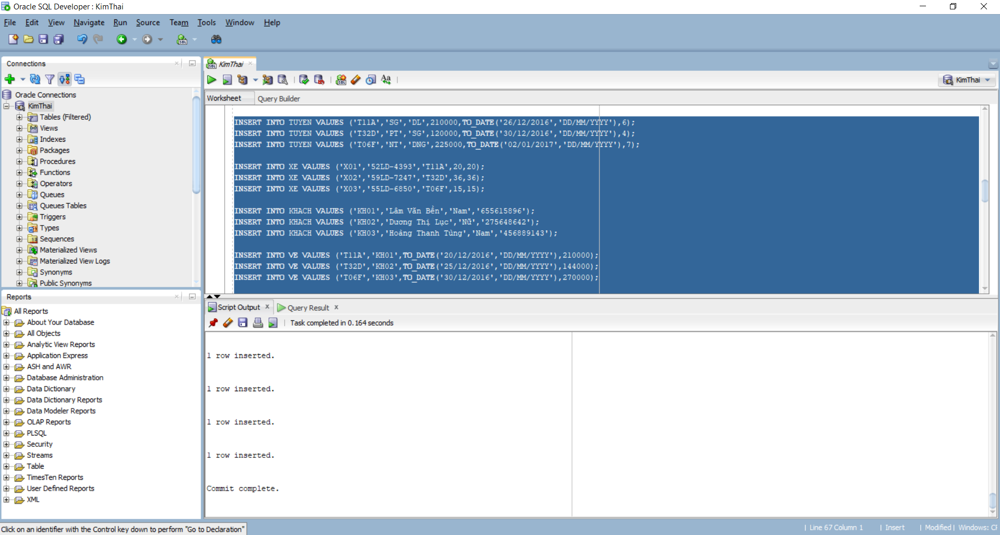 Oracle SQL Developer : KimThai
File Edit View Navigate Run Source Team Tools Window Help
Connections
Oracle Connections
KimThai
Tables (Filtered)
Views
Indexes
Packages
Procedures
Functions
Operators
Queues
Queues Tables
Triggers
Types
Sequences
Materialized Views
Materialized View Logs
Synonyms
Public Synonyms
Reports
All Reports
About Your Database
All Objects
Analytic View Reports
Application Express
ASH and AWR
Database Administration
Data Dictionary
Data Dictionary Reports
Data Modeler Reports
OLAP Reports
PLSQL
Security
Streams
Table
TimesTen Reports
User Defined Reports
XML
KimThai
KimThai
Worksheet Query Builder
INSERT INTO TUYEN VALUES ('T11A','SG','DL',210000,TO_DATE('26/12/2016','DD/MM/YYYY'),6);
INSERT INTO TUYEN VALUES ('T32D','PT','SG',120000,TO_DATE('30/12/2016','DD/MM/YYYY'),4);
INSERT INTO TUYEN VALUES ('T06F','NT','DNG',225000,TO_DATE('02/01/2017','DD/MM/YYYY'),7);
INSERT INTO XE VALUES ('X01','52LD-4393','T11A',20,20);
INSERT INTO XE VALUES ('X02','59LD-7247','T32D',36,36);
INSERT INTO XE VALUES ('X03','55LD-6850','T06F',15,15);
INSERT INTO KHACH VALUES ('KH01','Lâm Văn Bền','Nam','655615896');
INSERT INTO KHACH VALUES ('KH02','Dương Thị Lục','Nữ','275648642');
INSERT INTO KHACH VALUES ('KH03','Hoàng Thanh Tùng','Nam','456889143');
INSERT INTO VE VALUES ('T11A','KH01',TO_DATE('20/12/2016','DD/MM/YYYY'),210000);
INSERT INTO VE VALUES ('T32D','KH02',TO_DATE('25/12/2016','DD/MM/YYYY'),144000);
INSERT INTO VE VALUES ('T06F','KH03',TO_DATE('30/12/2016','DD/MM/YYYY'),270000);
Script Output Query Result
Task completed in 0.164 seconds
1 row inserted.
1 row inserted.
1 row inserted.
1 row inserted.
Commit complete.
Click on an identifier with the Control key down to perform "Go to Declaration"
Line 67 Column 1 Insert Modified Windows: CF